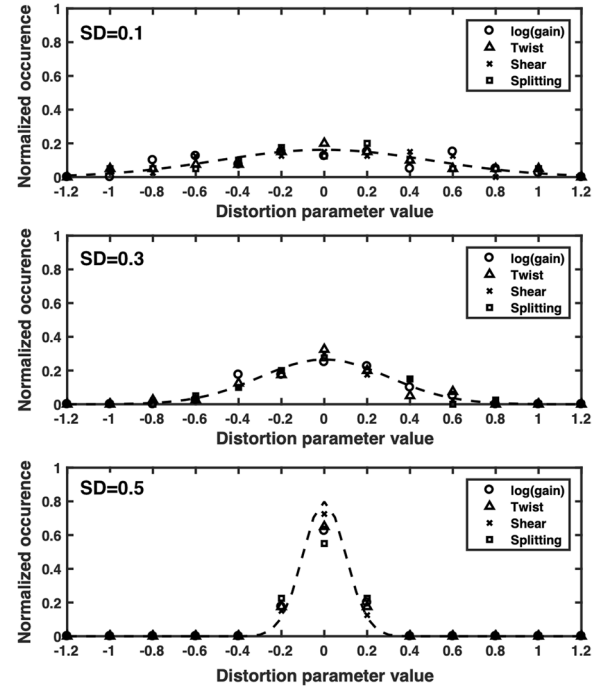 SD=0.1
log(gain)
Twist
Shear
Splitting
Normalized occurence
1
0.8
0.6
0.4
0.2
0
-1.2 -1 -0.8 -0.6 -0.4 -0.2 0 0.2 0.4 0.6 0.8 1 1.2
Distortion parameter value
SD=0.3
log(gain)
Twist
Shear
Splitting
Normalized occurence
1
0.8
0.6
0.4
0.2
0
-1.2 -1 -0.8 -0.6 -0.4 -0.2 0 0.2 0.4 0.6 0.8 1 1.2
Distortion parameter value
SD=0.5
log(gain)
Twist
Shear
Splitting
Normalized occurence
1
0.8
0.6
0.4
0.2
0
-1.2 -1 -0.8 -0.6 -0.4 -0.2 0 0.2 0.4 0.6 0.8 1 1.2
Distortion parameter value